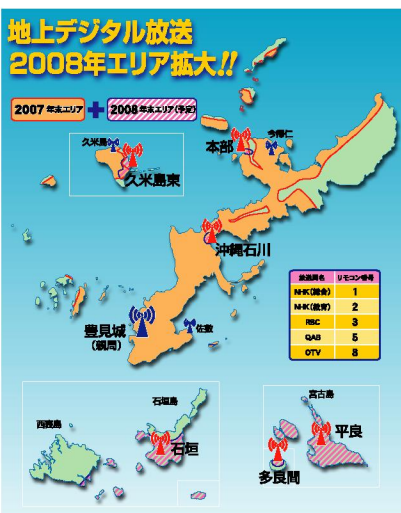 地上デジタル放送
2008年エリア拡大!!
2007年末エリア
+
2008年末エリア(予定)
久米島
久米島東
本部
今帰仁
沖縄石川
放送局名 リモコン番号
NHK(総合) 1
NHK(教育) 2
RBC 3
QAB 5
OTV 8
豊見城
(親局)
佐敷
石垣島
西表島
石垣
宮古島
平良
多良間